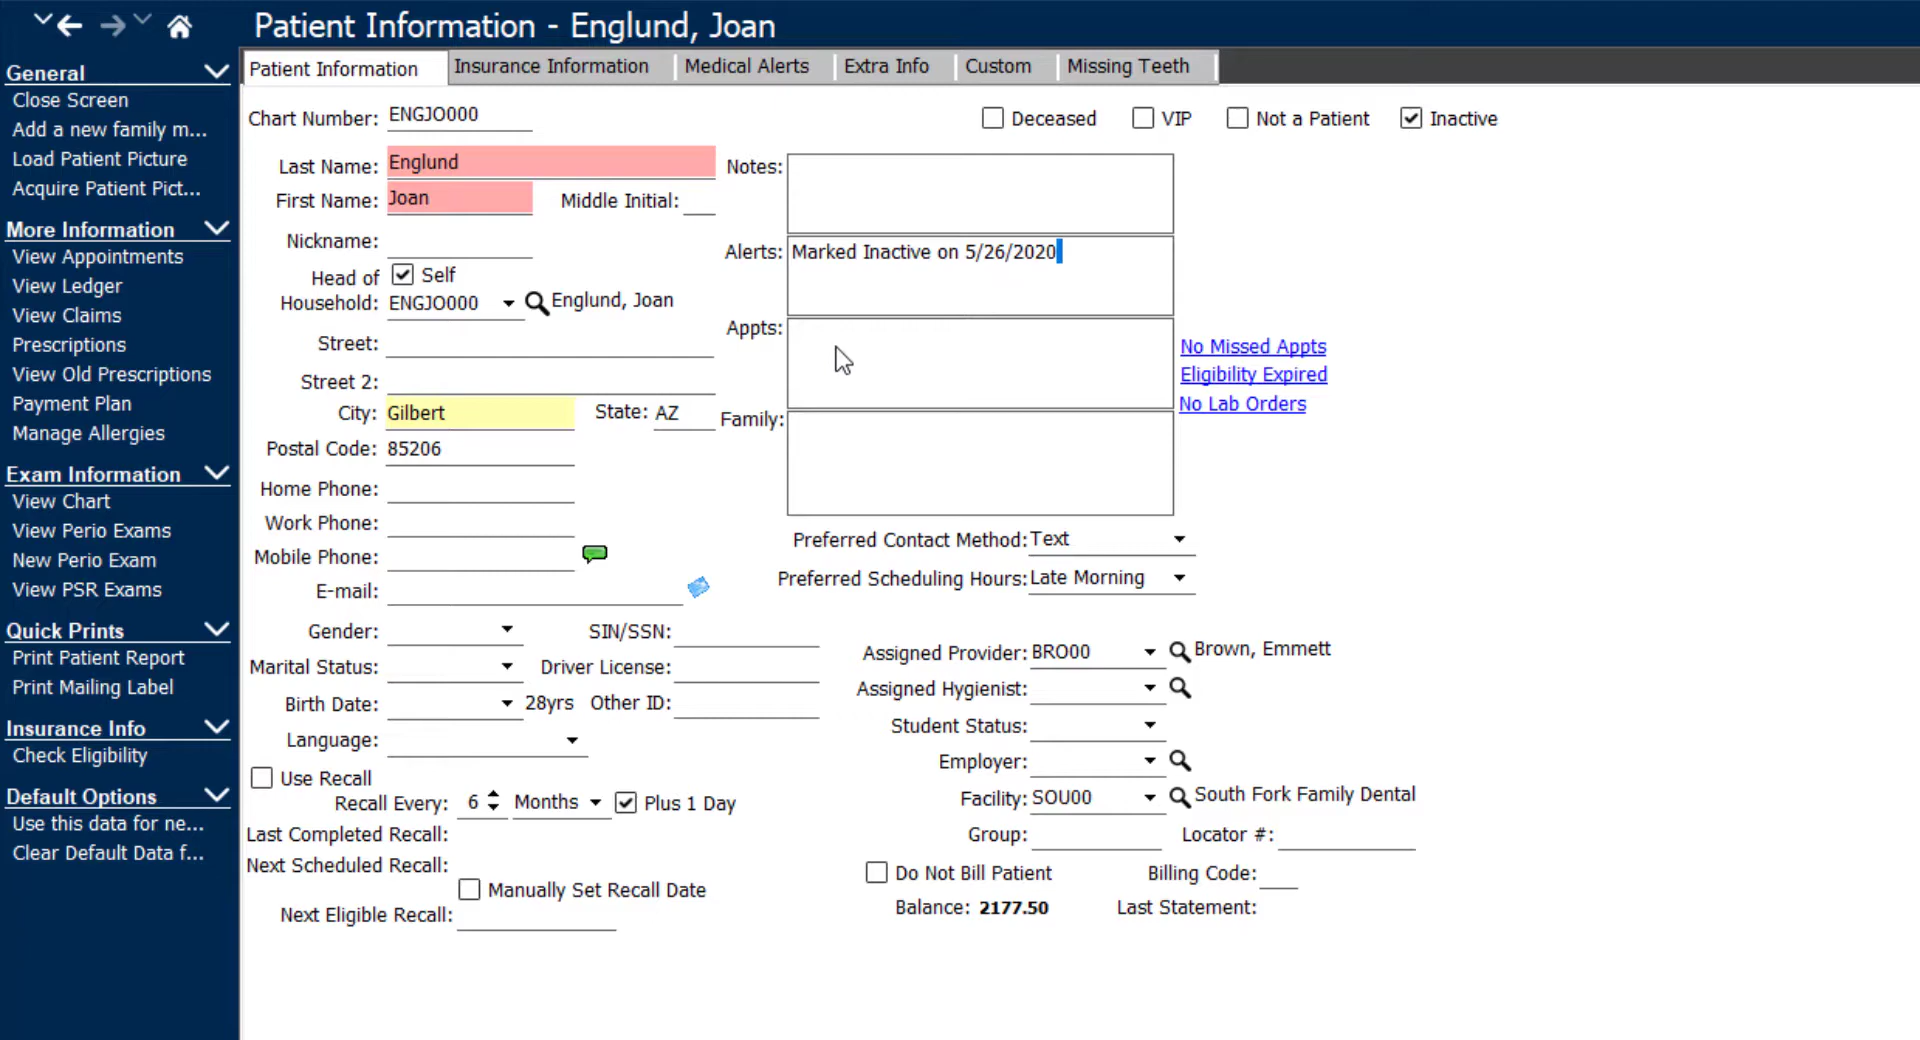 Patient Information - Englund, Joan
General
Close Screen
Add a new family m...
Load Patient Picture
Acquire Patient Pict...
More Information
View Appointments
View Ledger
View Claims
Prescriptions
View Old Prescriptions
Payment Plan
Manage Allergies
Exam Information
View Chart
View Perio Exams
New Perio Exam
View PSR Exams
Quick Prints
Print Patient Report
Print Mailing Label
Insurance Info
Check Eligibility
Default Options
Use this data for ne...
Clear Default Data f...
Patient Information Insurance Information Medical Alerts Extra Info Custom Missing Teeth
Chart Number: ENGJO000
Deceased VIP Not a Patient Inactive
Last Name: Englund
First Name: Joan Middle Initial:
Nickname:
Head of Household: Self
ENGJO000 Englund, Joan
Street:
Street 2:
City: Gilbert State: AZ
Postal Code: 85206
Home Phone:
Work Phone:
Mobile Phone:
E-mail:
Gender: SIN/SSN:
Marital Status: Driver License:
Birth Date: 28yrs Other ID:
Language:
Use Recall
Recall Every: 6 Months Plus 1 Day
Last Completed Recall:
Next Scheduled Recall:
Manually Set Recall Date
Next Eligible Recall:
Notes:
Alerts: Marked Inactive on 5/26/2020
Appts:
Family:
No Missed Appts
Eligibility Expired
No Lab Orders
Preferred Contact Method: Text
Preferred Scheduling Hours: Late Morning
Assigned Provider: BRO00 Brown, Emmett
Assigned Hygienist:
Student Status:
Employer:
Facility: SOU00 South Fork Family Dental
Group: Locator #:
Do Not Bill Patient Billing Code:
Balance: 2177.50 Last Statement: